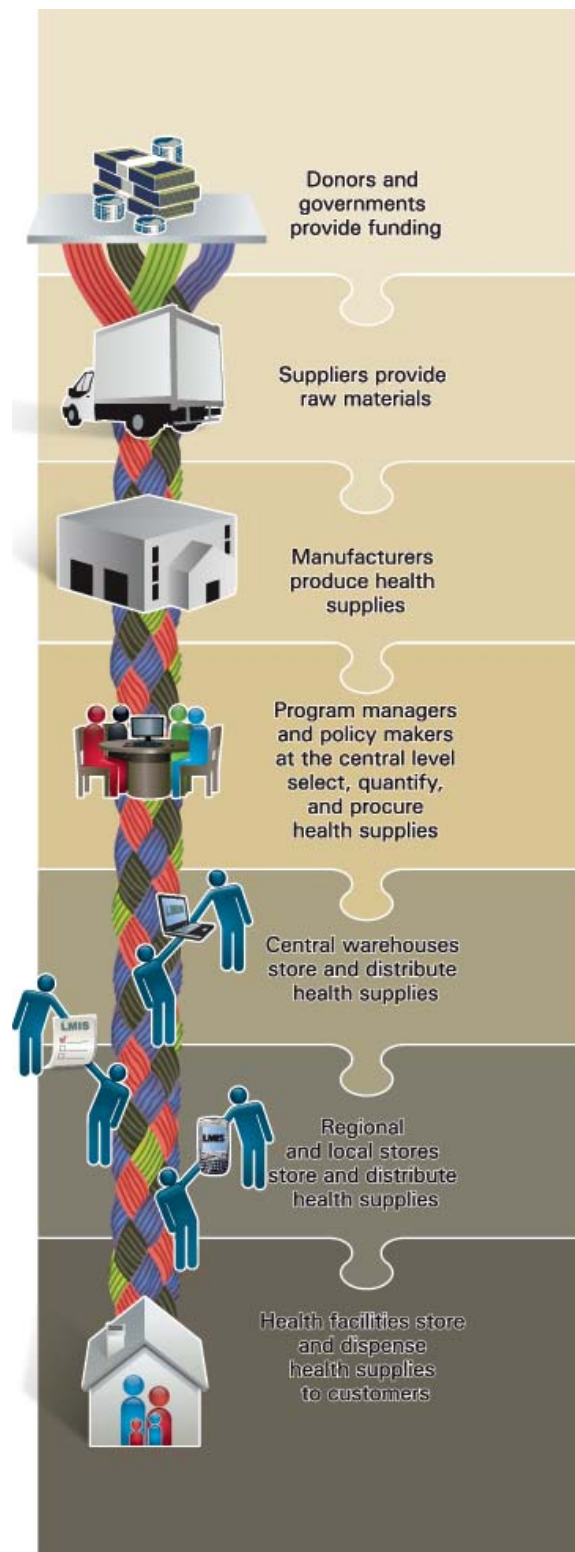 Donors and
governments
provide funding
Suppliers provide
raw materials
Manufacturers
produce health
supplies
Program managers
and policy makers
at the central level
select, quantify,
and procure
health supplies
LMIS
Central warehouses
store and distribute
health supplies
LMIS
Regional
and local stores
store and distribute
health supplies
LMIS
Health facilities store
and dispense
health supplies
to customers